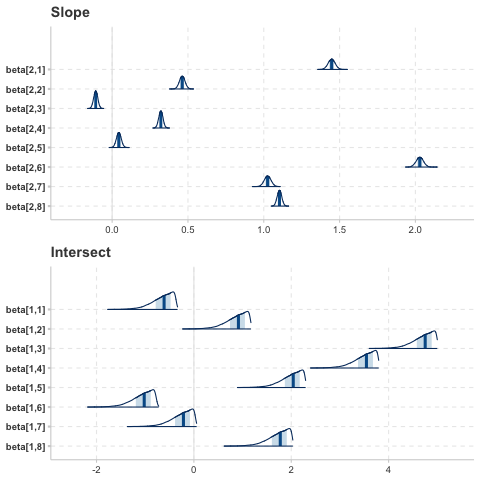 Slope
beta[2,1]
beta[2,2]
beta[2,3]
beta[2,4]
beta[2,5]
beta[2,6]
beta[2,7]
beta[2,8]
0.0 0.5 1.0 1.5 2.0
Intersect
beta[1,1]
beta[1,2]
beta[1,3]
beta[1,4]
beta[1,5]
beta[1,6]
beta[1,7]
beta[1,8]
-2 0 2 4